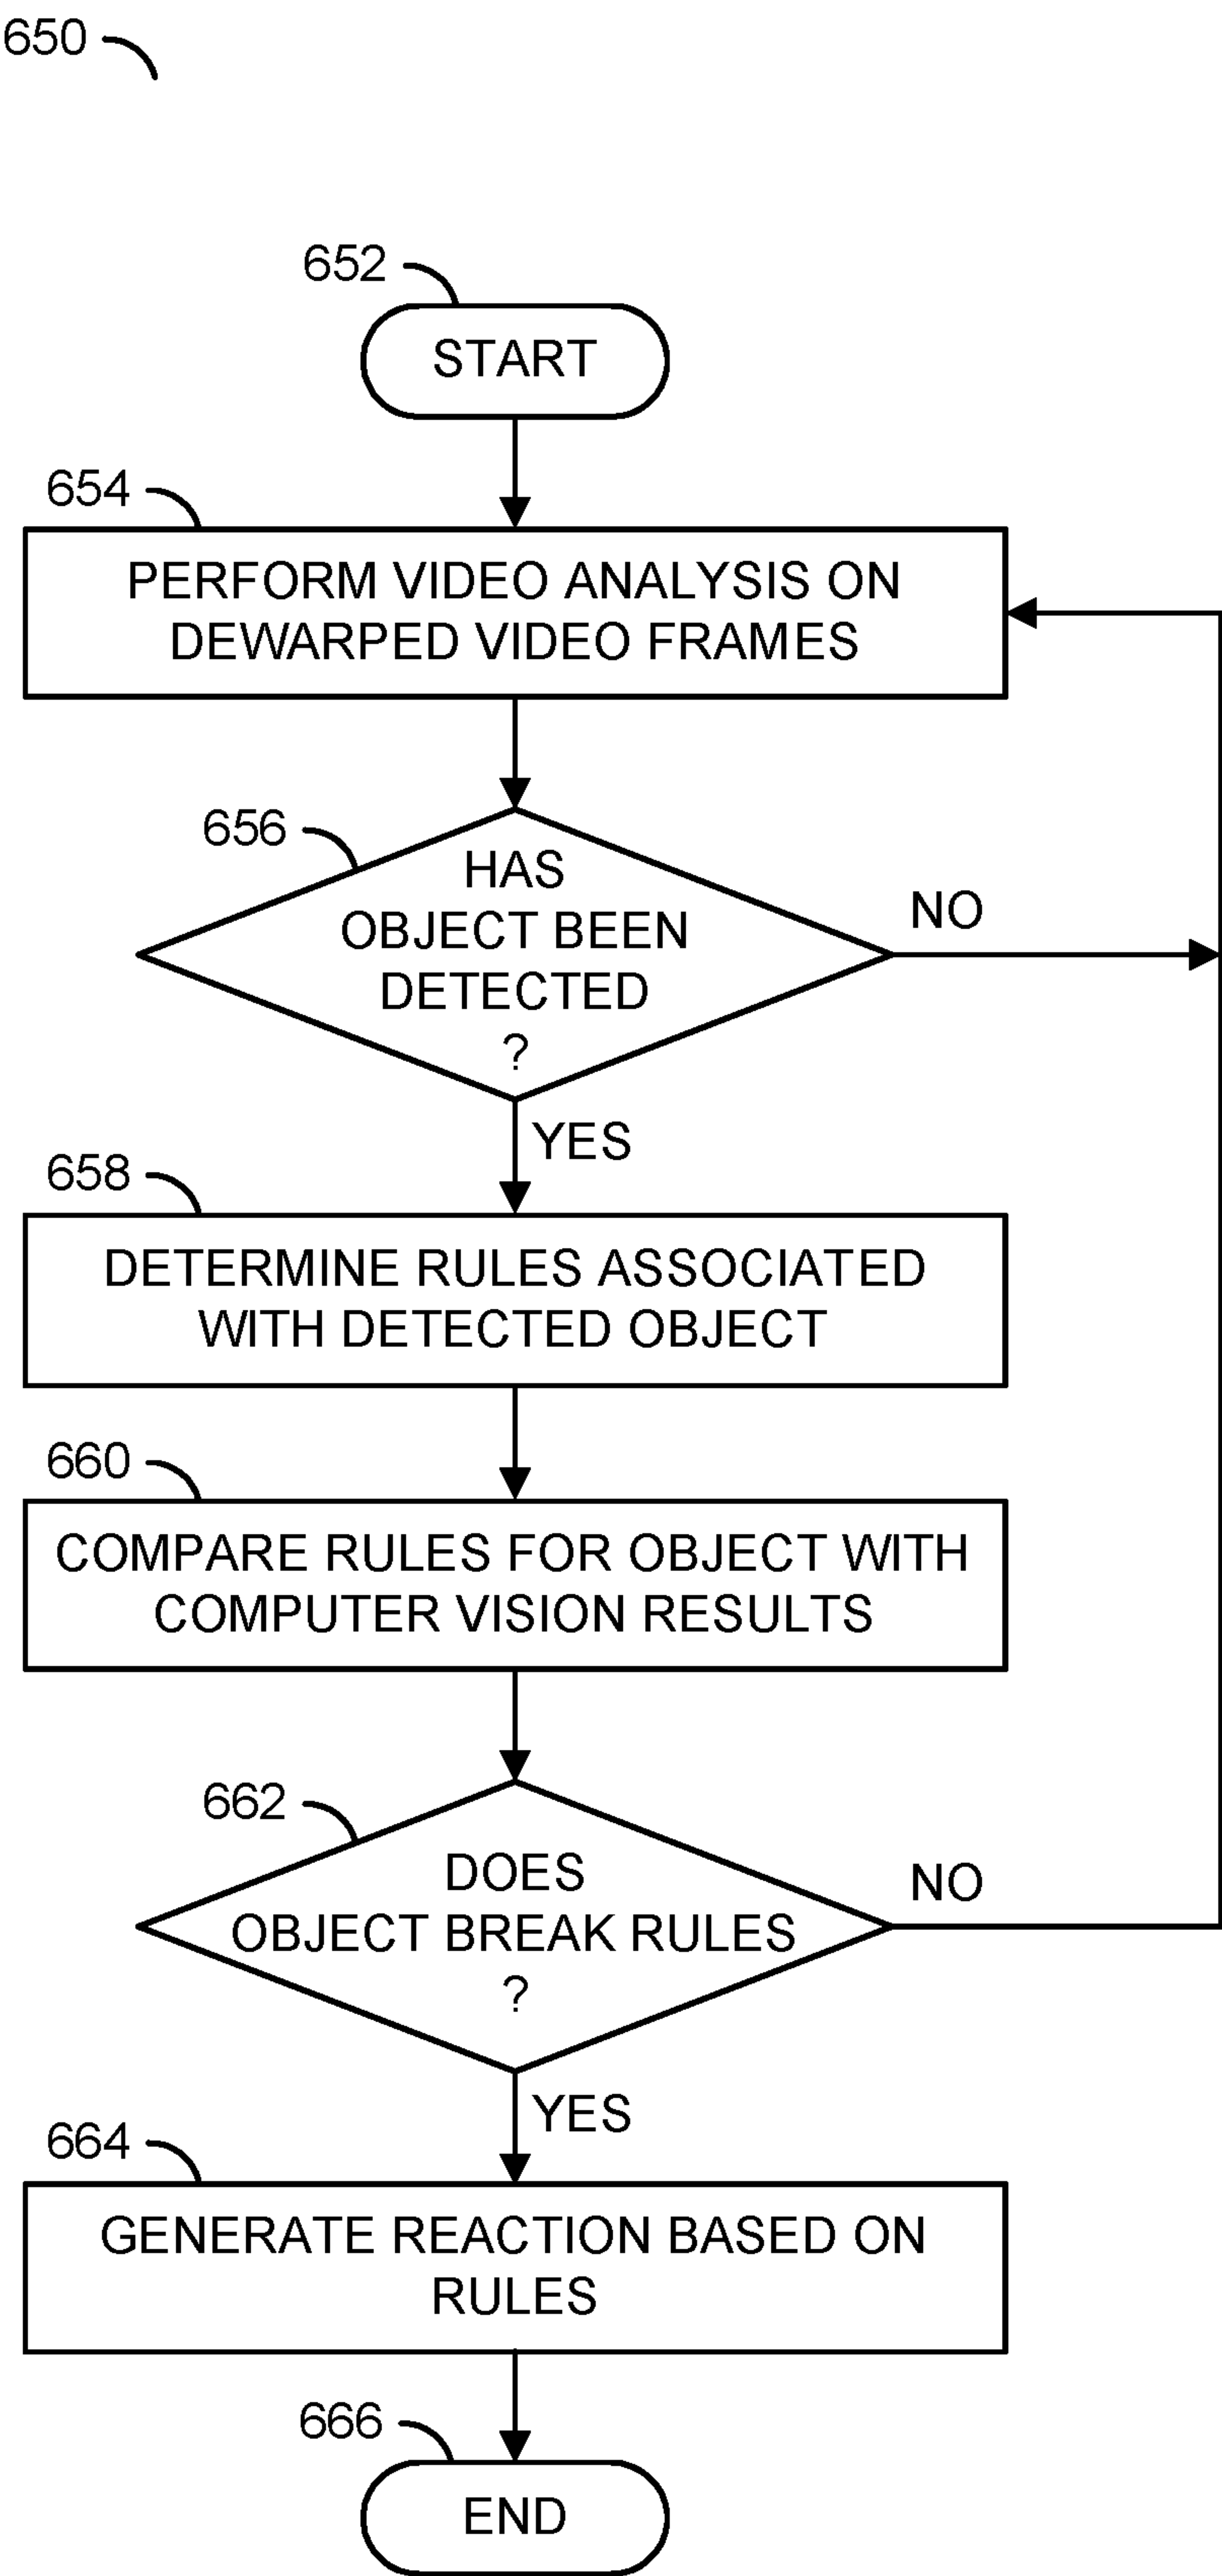 650
652
START
654
PERFORM VIDEO ANALYSIS ON
DEWARPED VIDEO FRAMES
656
HAS
OBJECT BEEN
DETECTED
?
NO
YES
658
DETERMINE RULES ASSOCIATED
WITH DETECTED OBJECT
660
COMPARE RULES FOR OBJECT WITH
COMPUTER VISION RESULTS
662
DOES
OBJECT BREAK RULES
?
NO
YES
664
GENERATE REACTION BASED ON
RULES
666
END